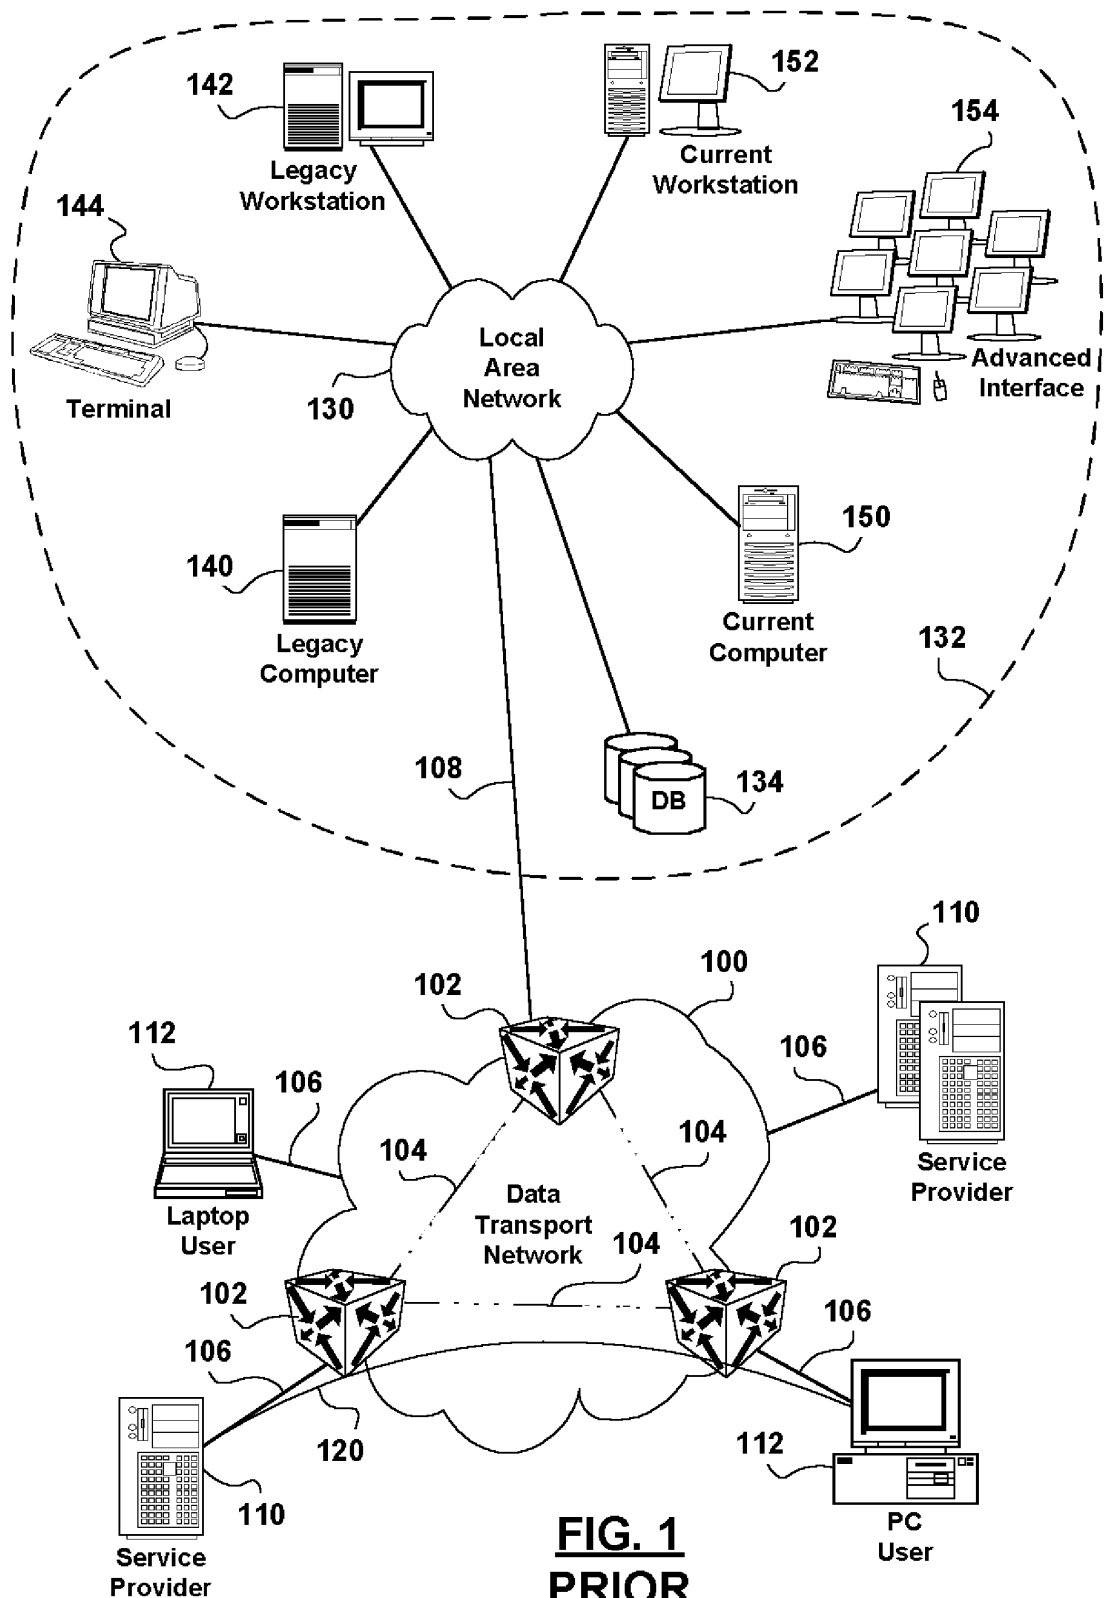 142
Legacy
Workstation
152
Current
Workstation
154
Advanced
Interface
144
Terminal
Local
Area
Network
130
140
Legacy
Computer
150
Current
Computer
132
108
DB
134
110
100
102
112
106
106
Service
Provider
104
104
Laptop
User
Data
Transport
Network
104
102
102
106
106
120
110
Service
Provider
112
PC
User
FIG. 1
PRIOR